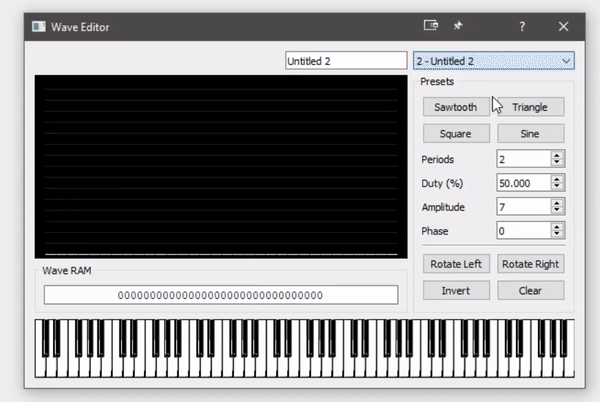 Wave Editor
?
Untitled 2
2 - Untitled 2
Presets
Sawtooth Triangle
Square Sine
Periods 2
Duty (%) 50.000
Amplitude 7
Phase 0
Rotate Left Rotate Right
Invert Clear
Wave RAM
00000000000000000000000000000000